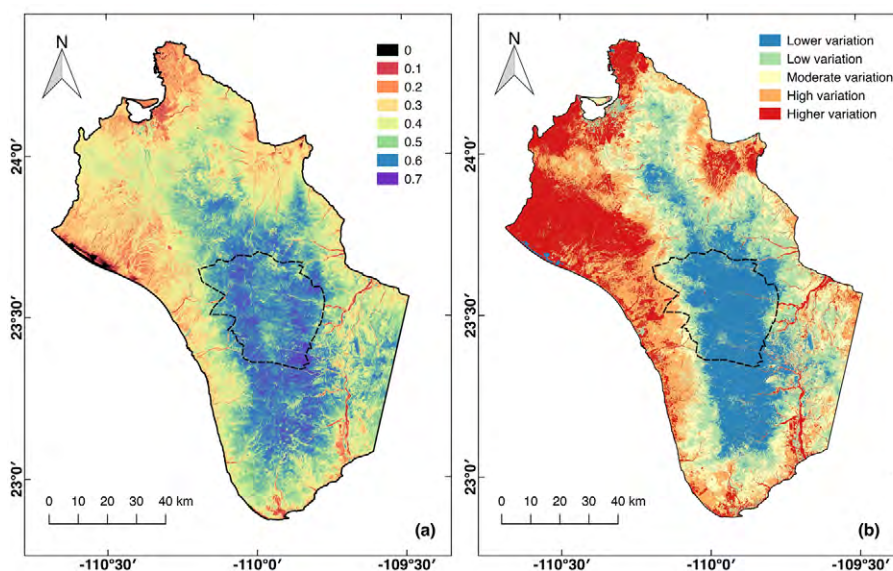 N
0
0.1
0.2
0.3
0.4
0.5
0.6
0.7
24°0′
23°30′
23°0′
0 10 20 30 40 km
(a)
-110°30′ -110°0′ -109°30′
N
Lower variation
Low variation
Moderate variation
High variation
Higher variation
24°0′
23°30′
23°0′
0 10 20 30 40 km
(b)
-110°30′ -110°0′ -109°30′